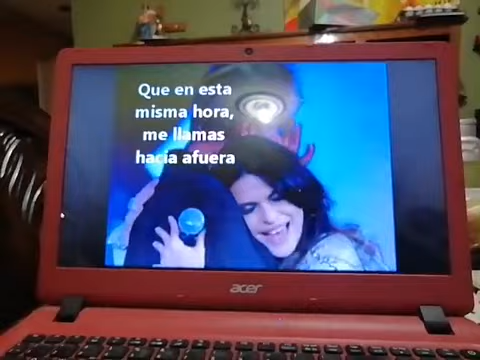 Que en esta
misma hora,
me llamas
hacia afuera
acer